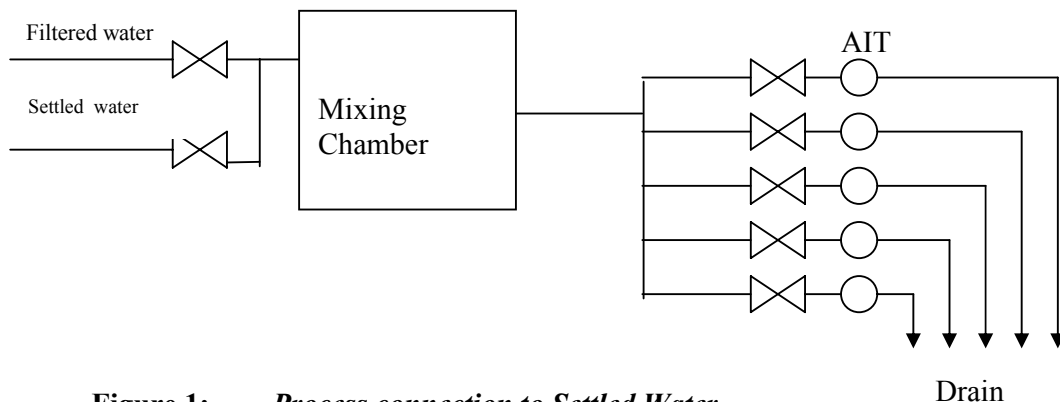 Filtered water
AIT
Settled water
Mixing
Chamber
Drain
Figure 1: Process connection to Settled Water